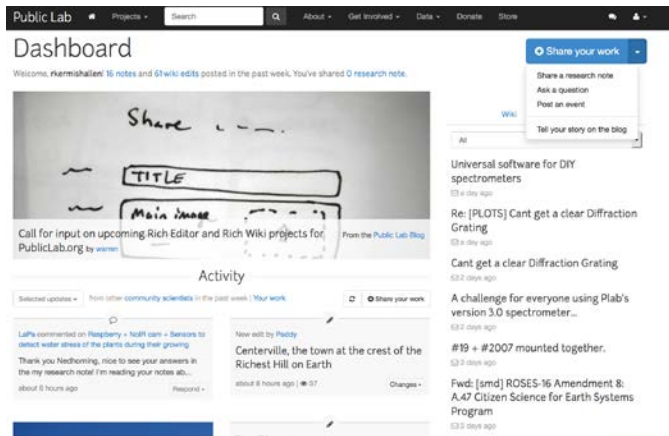 Public Lab Projects Search About Get Involved Data Donate Store
Dashboard
Share your work
Welcome, rkermishallen! 16 notes and 61 wiki edits posted in the past week. You've shared 0 research note.
Share a research note
Ask a question
Post an event
Tell your story on the blog
Share
TITLE
Main image
Call for input on upcoming Rich Editor and Rich Wiki projects for
PublicLab.org by warren
From the Public Lab Blog
Activity
Selected updates from other community scientists in the past week | Your work
Share your work
LaPa commented on Raspberry + NoIR cam + Sensors to
detect water stress of the plants during their growing
Thank you Nedhorning, nice to see your answers in
the my research note! I'm reading your notes ab...
about 8 hours ago Respond
New edit by Paddy
Centerville, the town at the crest of the
Richest Hill on Earth
about 8 hours ago | 37 Changes
Wiki
All
Universal software for DIY
spectrometers
a day ago
Re: [PLOTS] Cant get a clear Diffraction
Grating
a day ago
Cant get a clear Diffraction Grating
2 days ago
A challenge for everyone using Plab's
version 3.0 spectrometer...
2 days ago
#19 + #2007 mounted together.
3 days ago
Fwd: [smd] ROSES-16 Amendment 8:
A.47 Citizen Science for Earth Systems
Program
3 days ago